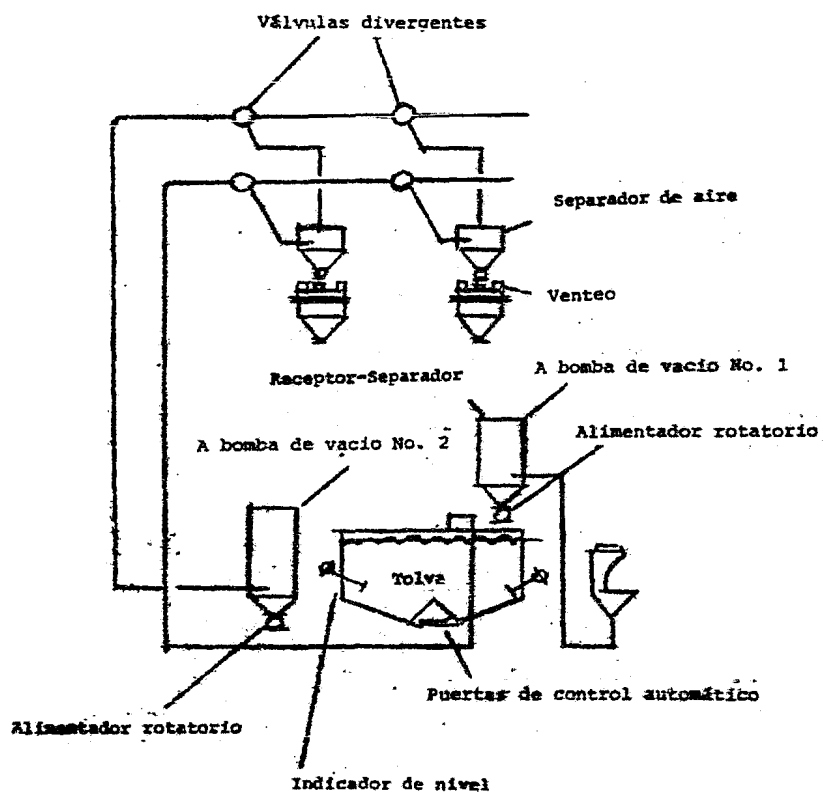 Válvulas divergentes
Separador de aire
Venteo
Receptor-Separador
A bomba de vacío No. 1
A bomba de vacío No. 2
Alimentador rotatorio
Tolva
Puertas de control automático
Alimentador rotatorio
Indicador de nivel